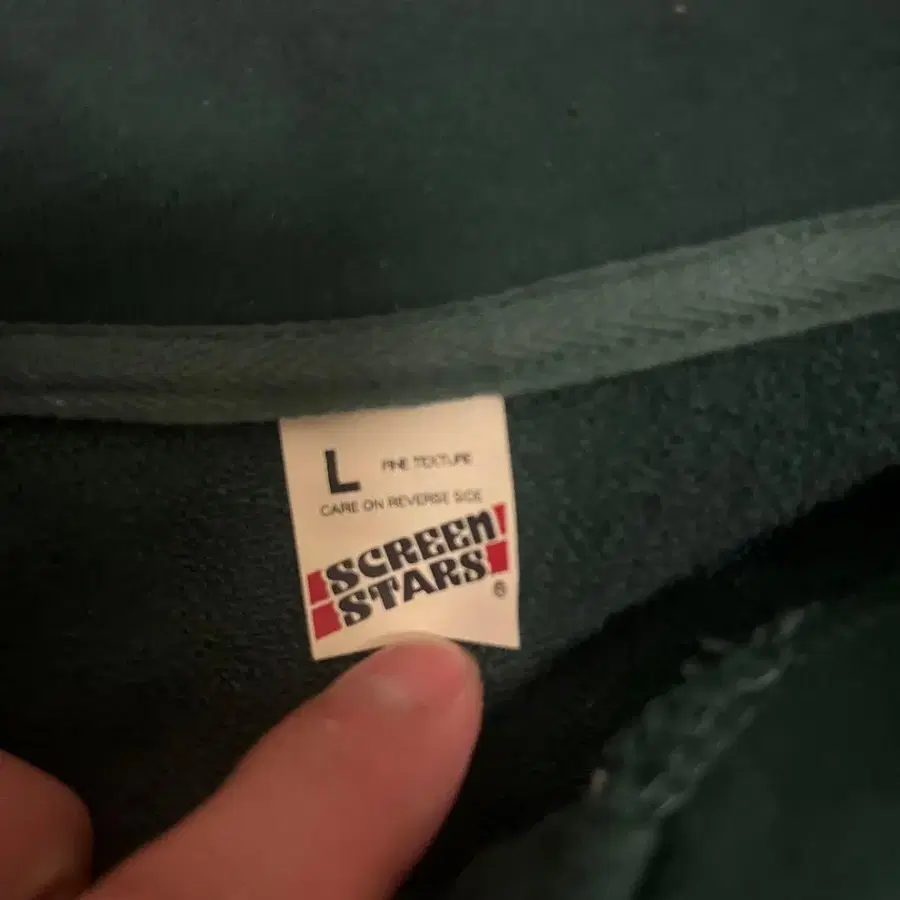 L FINE TEXTURE
CARE ON REVERSE SIDE
SCREEN
STARS
®